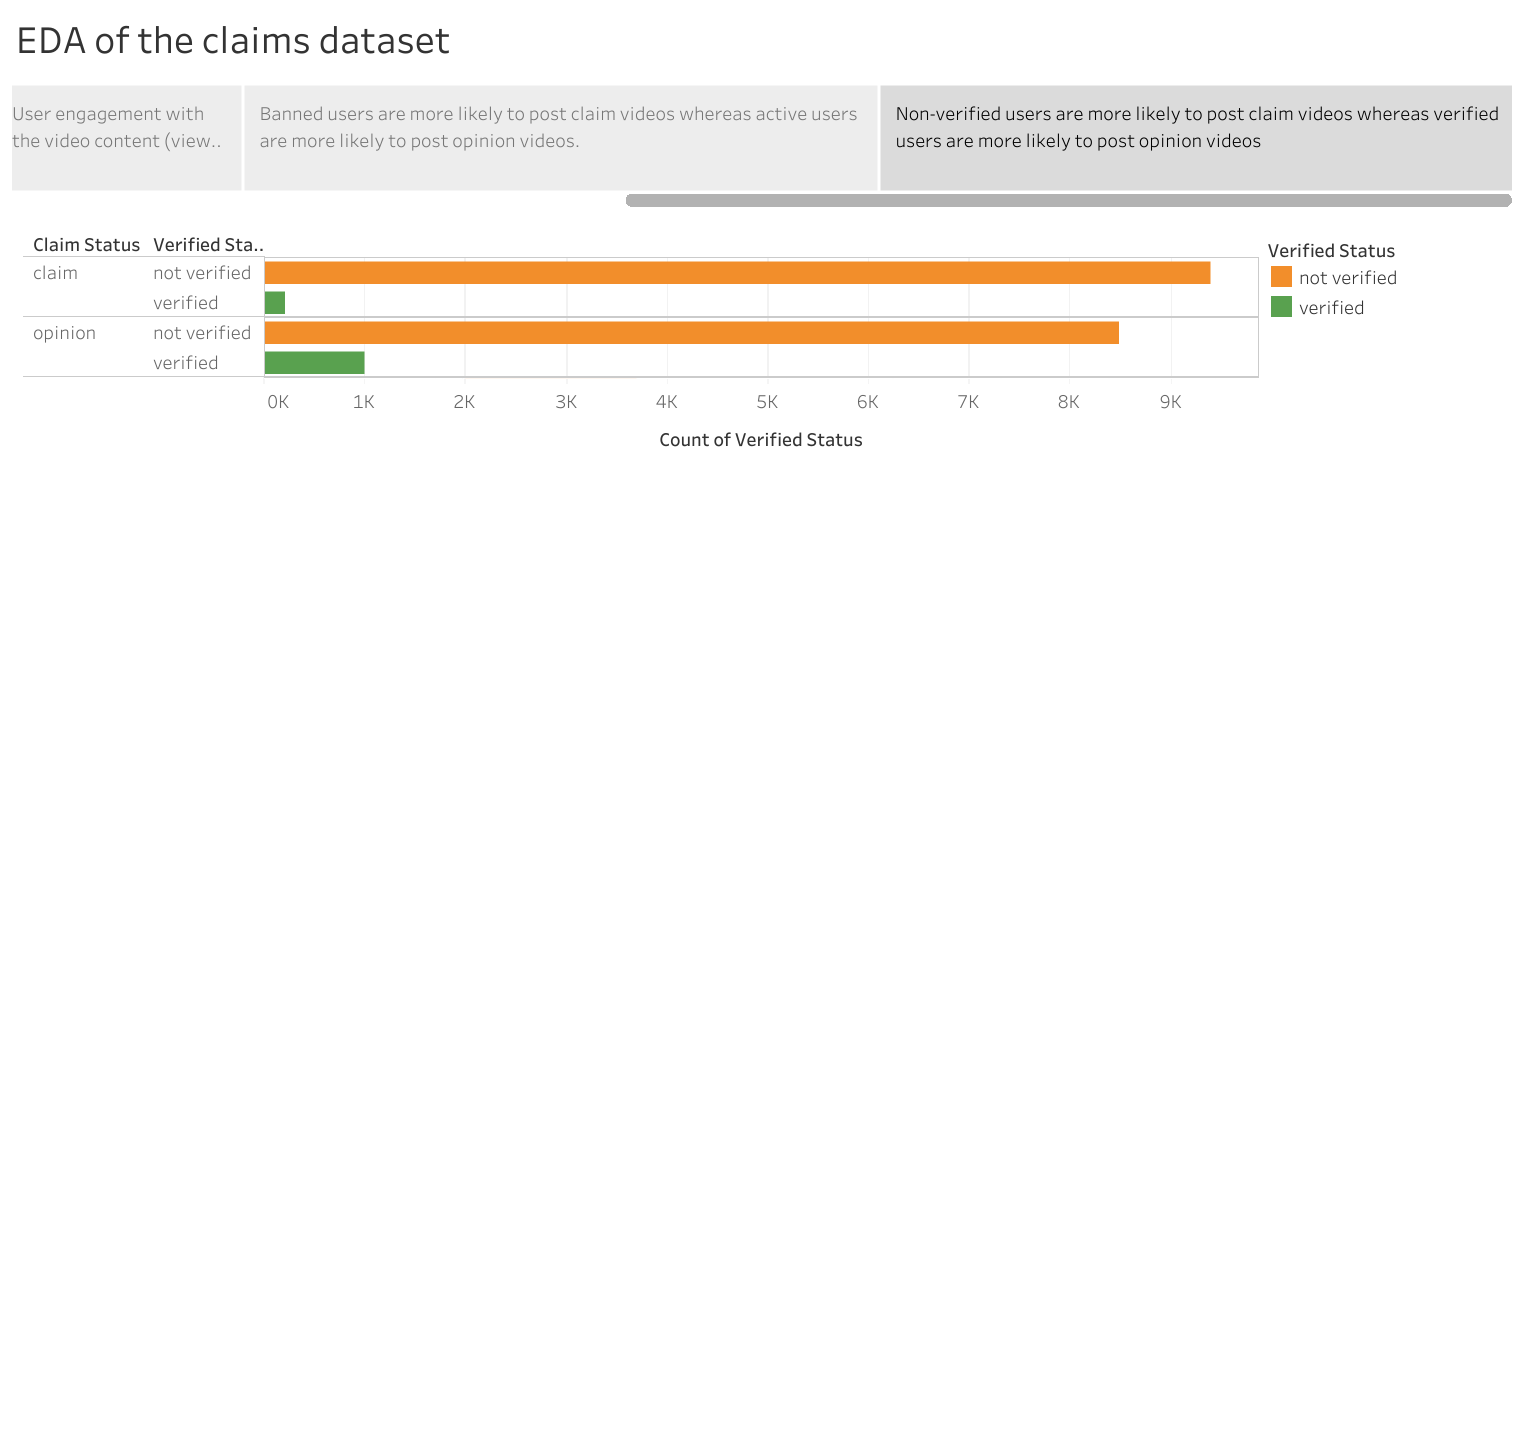 EDA of the claims dataset
User engagement with
the video content (view..
Banned users are more likely to post claim videos whereas active users
are more likely to post opinion videos.
Non-verified users are more likely to post claim videos whereas verified
users are more likely to post opinion videos
Claim Status Verified Sta..
claim not verified
verified
opinion not verified
verified
0K 1K 2K 3K 4K 5K 6K 7K 8K 9K
Count of Verified Status
Verified Status
not verified
verified